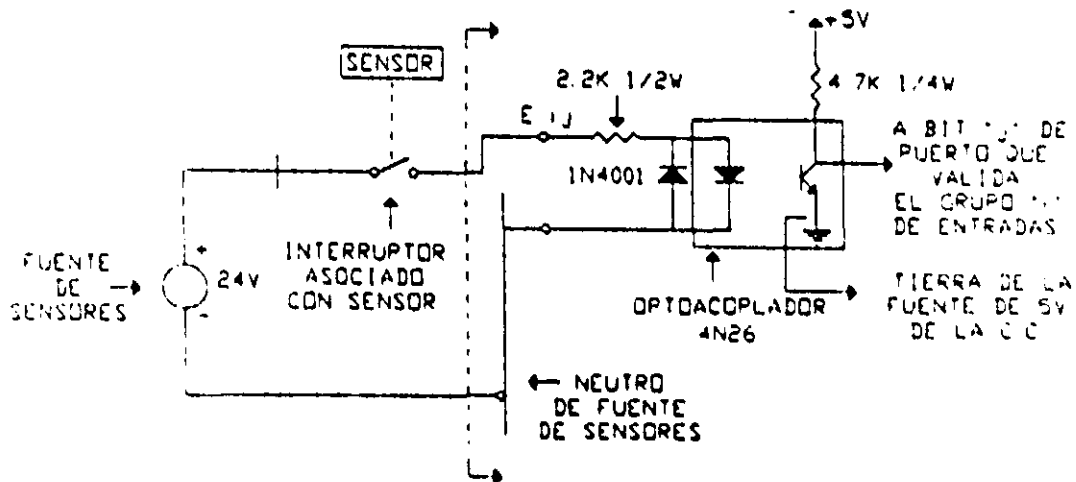 +5V
SENSOR
2.2K 1/2W
4.7K 1/4W
E
1N4001
A BIT DE
PUERTO QUE
VALIDA
EL GRUPO
DE ENTRADAS
INTERRUPTOR
ASOCIADO
CON SENSOR
FUENTE
DE
SENSORES
+
24V
-
OPTOACOPLADOR
4N26
TIERRA DE LA
FUENTE DE 5V
DE LA
NEUTRO
DE FUENTE
DE SENSORES